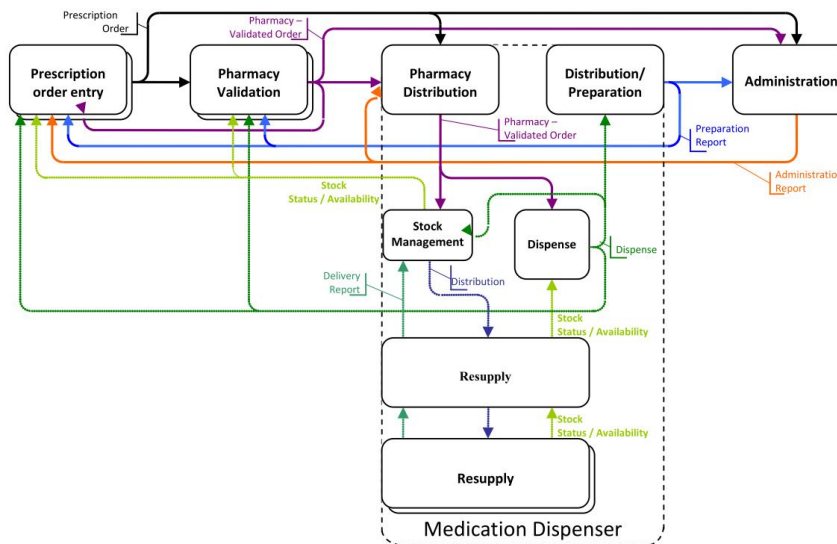 Prescription
Order
Pharmacy –
Validated Order
Prescription
order entry
Pharmacy
Validation
Pharmacy
Distribution
Distribution/
Preparation
Administration
Pharmacy –
Validated Order
Preparation
Report
Administration
Report
Stock
Status / Availability
Stock
Management
Dispense
Dispense
Delivery
Report
Distribution
Stock
Status / Availability
Resupply
Stock
Status / Availability
Resupply
Medication Dispenser